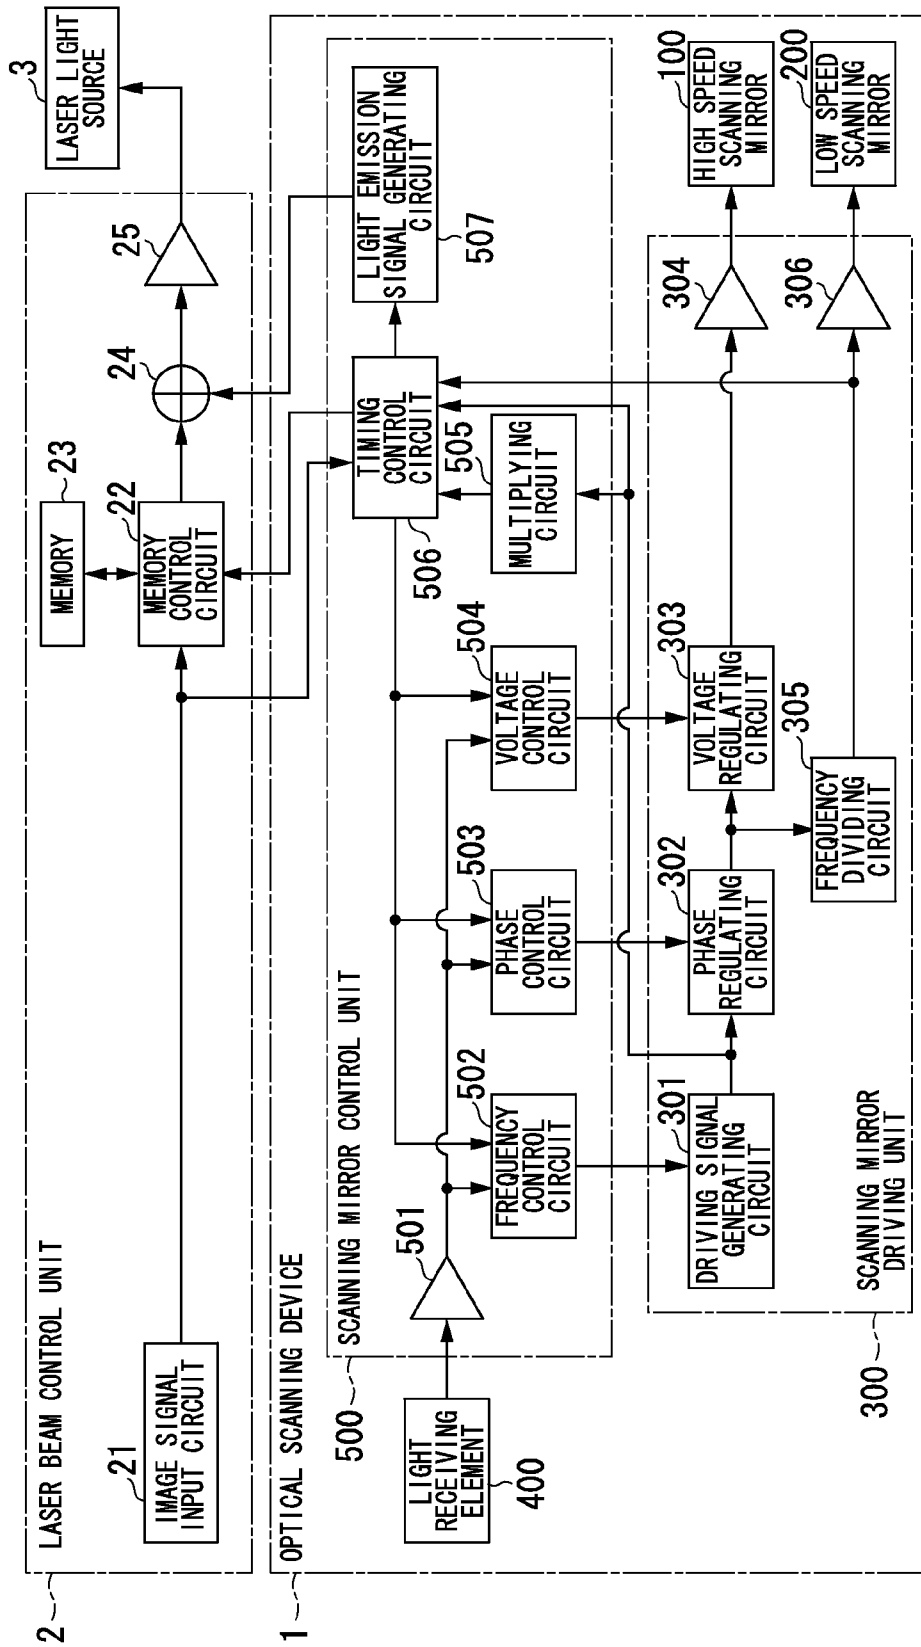 2
LASER BEAM CONTROL UNIT
21
IMAGE SIGNAL
INPUT CIRCUIT
MEMORY
23
22
MEMORY
CONTROL
CIRCUIT
24
25
3
LASER LIGHT
SOURCE
1
OPTICAL SCANNING DEVICE
500
SCANNING MIRROR CONTROL UNIT
LIGHT
RECEIVING
ELEMENT
400
501
502
FREQUENCY
CONTROL
CIRCUIT
503
PHASE
CONTROL
CIRCUIT
504
VOLTAGE
CONTROL
CIRCUIT
TIMING
CONTROL
CIRCUIT
506
505
MULTIPLYING
CIRCUIT
LIGHT EMISSION
SIGNAL GENERATING
CIRCUIT
507
300
SCANNING MIRROR
DRIVING UNIT
301
DRIVING SIGNAL
GENERATING
CIRCUIT
302
PHASE
REGULATING
CIRCUIT
303
VOLTAGE
REGULATING
CIRCUIT
305
FREQUENCY
DIVIDING
CIRCUIT
304
306
100
HIGH SPEED
SCANNING
MIRROR
200
LOW SPEED
SCANNING
MIRROR